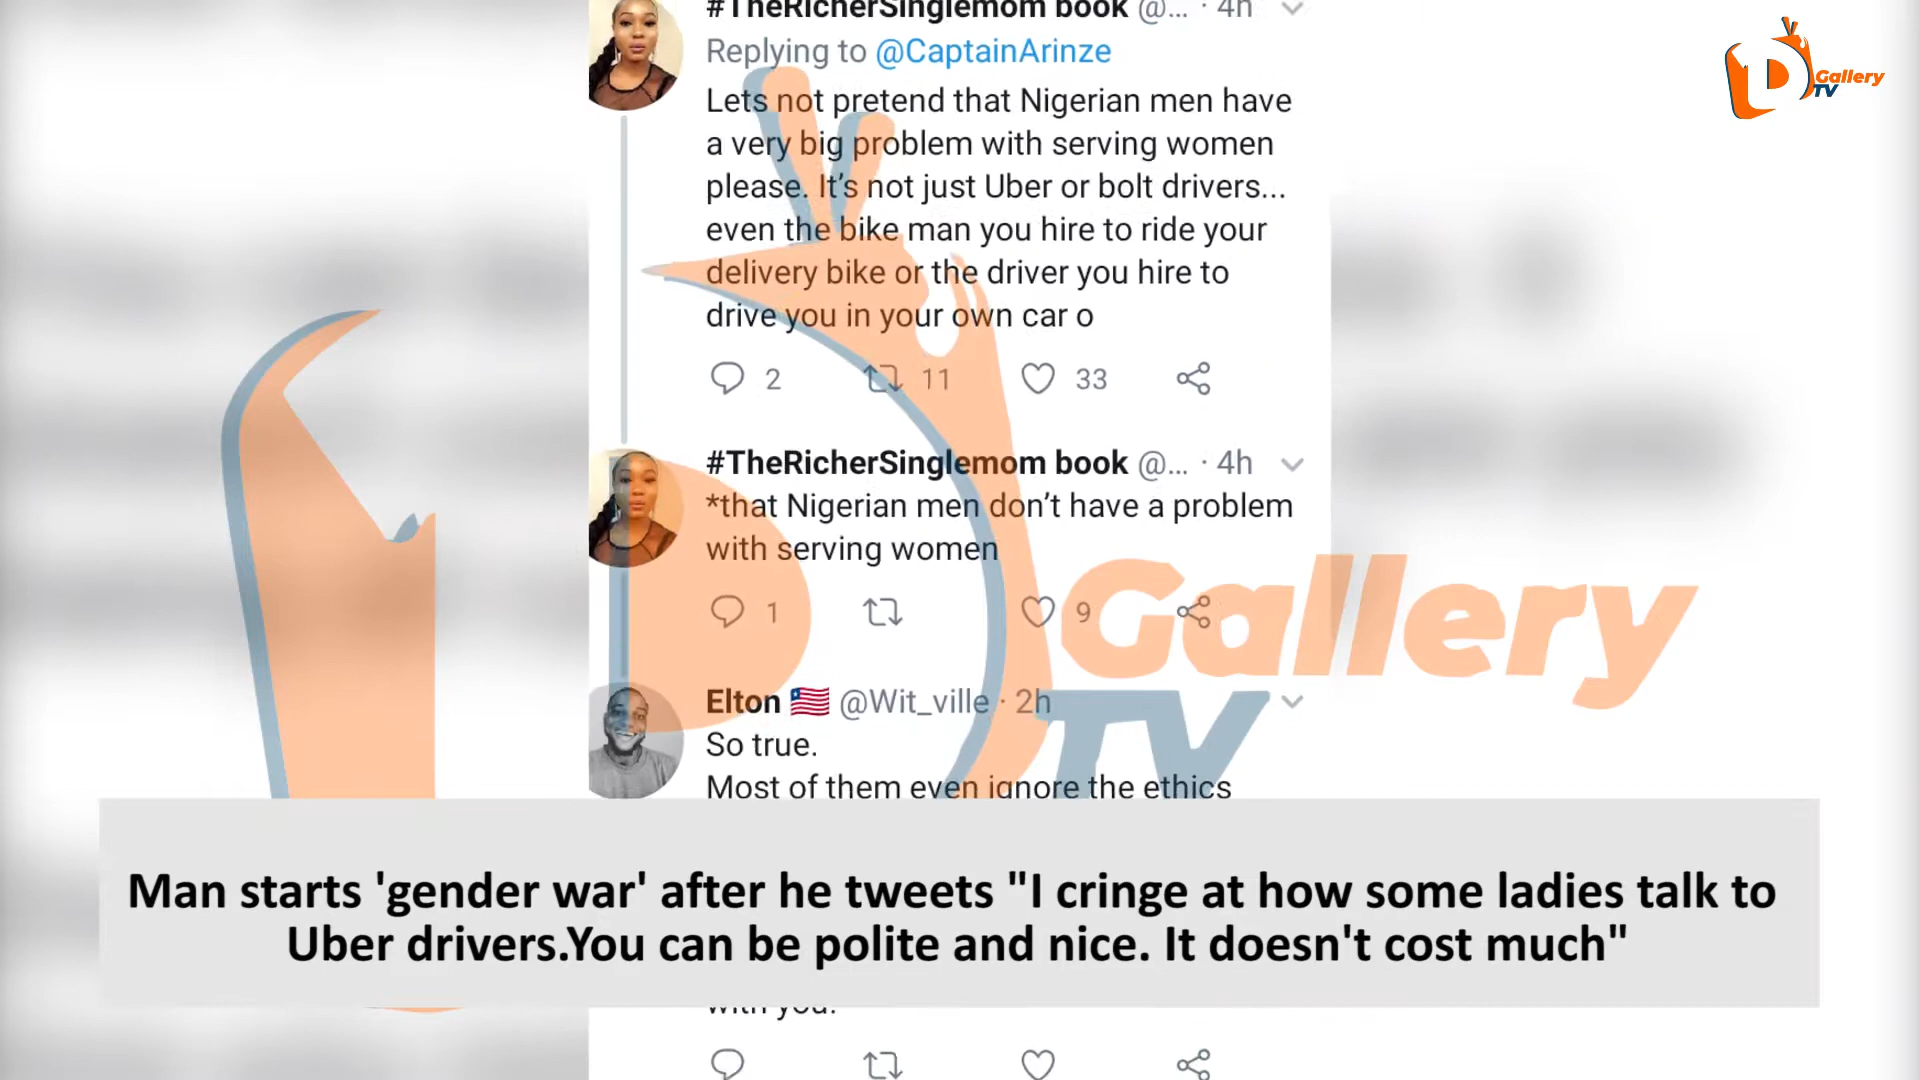 #TheRicherSinglemom book @... · 4h
Replying to @CaptainArinze
Lets not pretend that Nigerian men have
a very big problem with serving women
please. It's not just Uber or bolt drivers...
even the bike man you hire to ride your
delivery bike or the driver you hire to
drive you in your own car o
2 11 33
#TheRicherSinglemom book @... · 4h
*that Nigerian men don't have a problem
with serving women
1 9
Elton @Wit_ville · 2h
So true.
Most of them even ignore the ethics
Man starts 'gender war' after he tweets "I cringe at how some ladies talk to
Uber drivers.You can be polite and nice. It doesn't cost much"
with you.
D Gallery
TV
D Gallery
TV